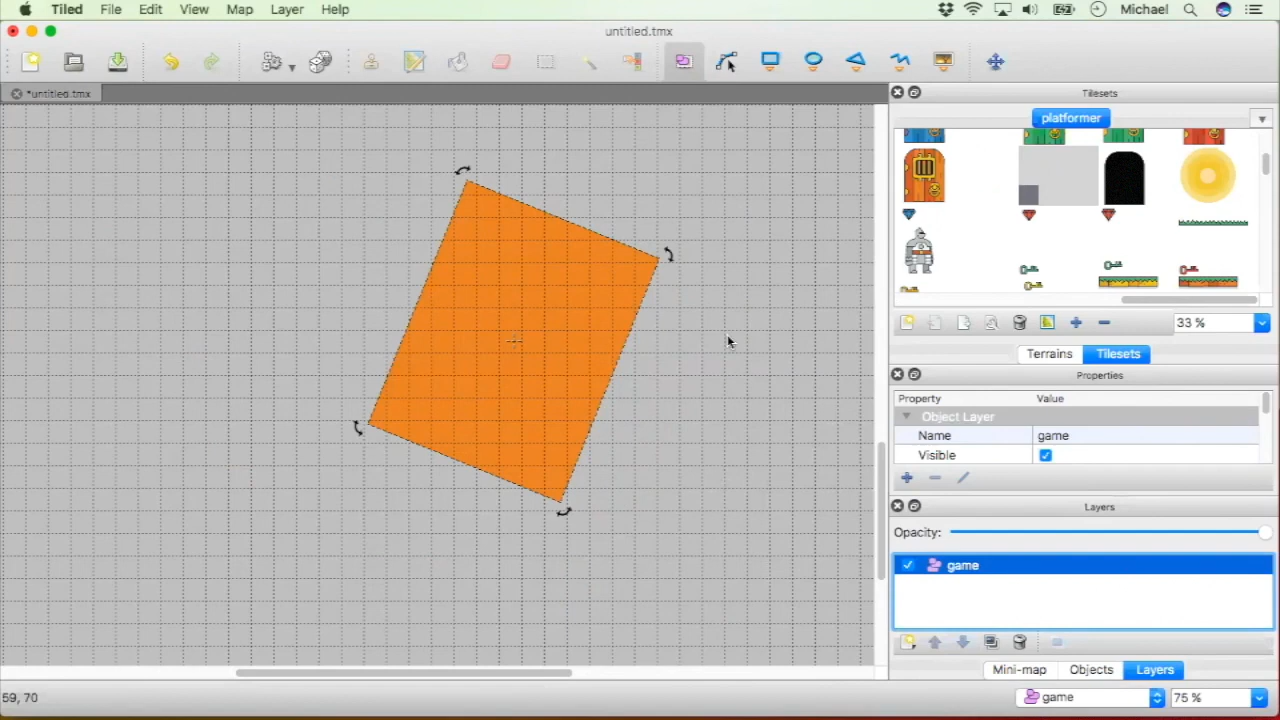 Tiled File Edit View Map Layer Help Michael
untitled.tmx
*untitled.tmx
Tilesets
platformer
33 %
Terrains Tilesets
Properties
Property Value
Object Layer
Name game
Visible
Layers
Opacity:
game
Mini-map Objects Layers
59, 70 game 75 %